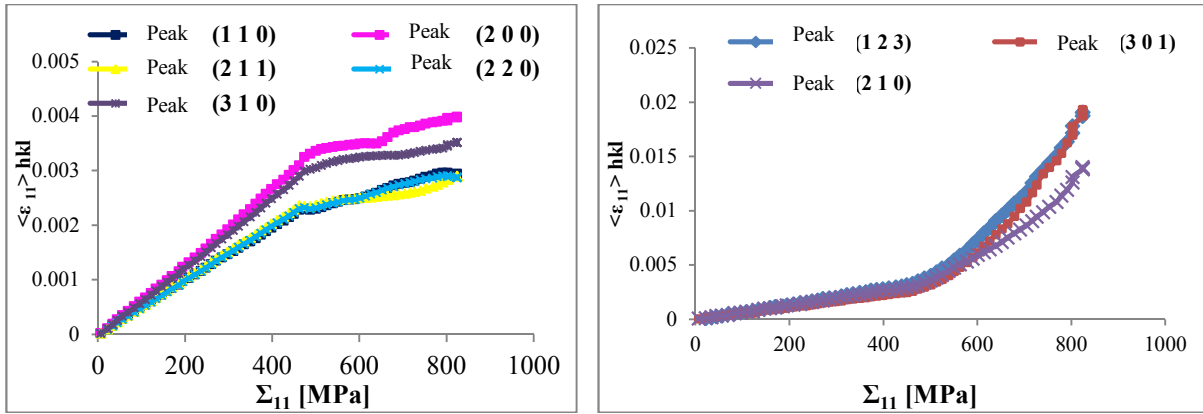 Peak (1 1 0) Peak (2 0 0)
Peak (2 1 1) Peak (2 2 0)
Peak (3 1 0)
0.005
0.004
0.003
0.002
0.001
0
<ε 11> hkl
0 200 400 600 800 1000
Σ11 [MPa]
Peak (1 2 3) Peak (3 0 1)
Peak (2 1 0)
0.025
0.02
0.015
0.01
0.005
0
<ε 11> hkl
0 200 400 600 800 1000
Σ11 [MPa]